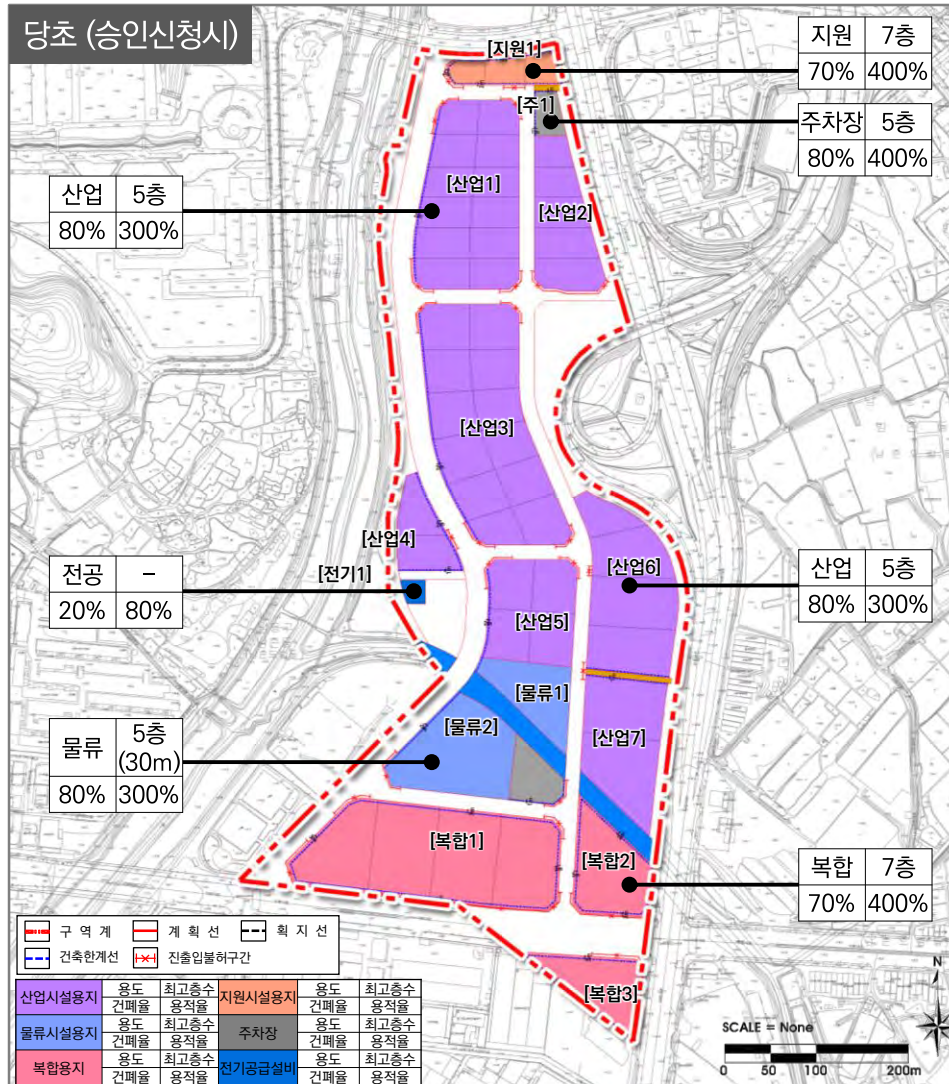 당초 (승인신청시)
[지원1]
지원 7층
70% 400%
[주1]
주차장 5층
80% 400%
산업 5층
80% 300%
[산업1]
[산업2]
[산업3]
[산업4]
[전기1]
전공 –
20% 80%
[산업6]
산업 5층
80% 300%
[산업5]
[물류1]
[물류2]
[산업7]
물류 5층
(30m)
80% 300%
[복합1]
[복합2]
복합 7층
70% 400%
[복합3]
구 역 계 계 획 선 획 지 선
건축한계선 진출입불허구간
산업시설용지 용도 최고층수 지원시설용지 용도 최고층수
건폐율 용적율 건폐율 용적율
물류시설용지 용도 최고층수 주차장 용도 최고층수
건폐율 용적율 건폐율 용적율
복합용지 용도 최고층수 전기공급설비 용도 최고층수
건폐율 용적율 건폐율 용적율
N
SCALE = None
0 50 100 200m